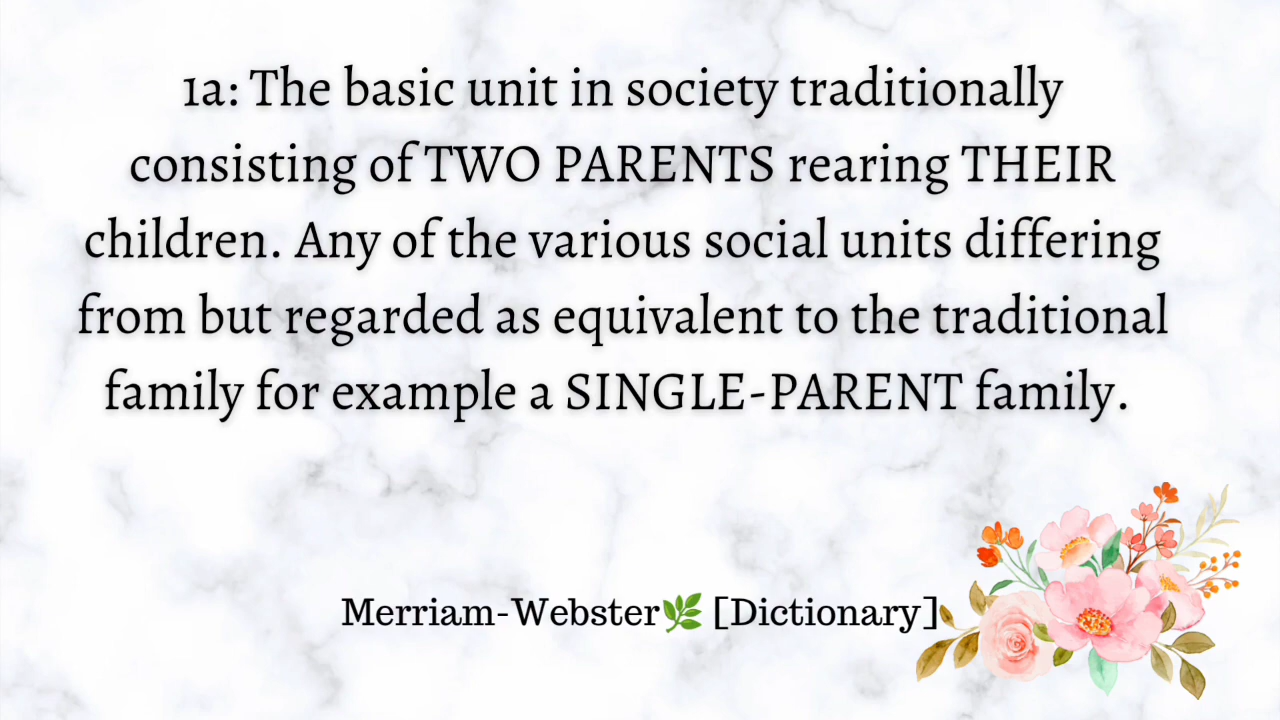 1a: The basic unit in society traditionally
consisting of TWO PARENTS rearing THEIR
children. Any of the various social units differing
from but regarded as equivalent to the traditional
family for example a SINGLE-PARENT family.
Merriam-Webster🌿 [Dictionary]